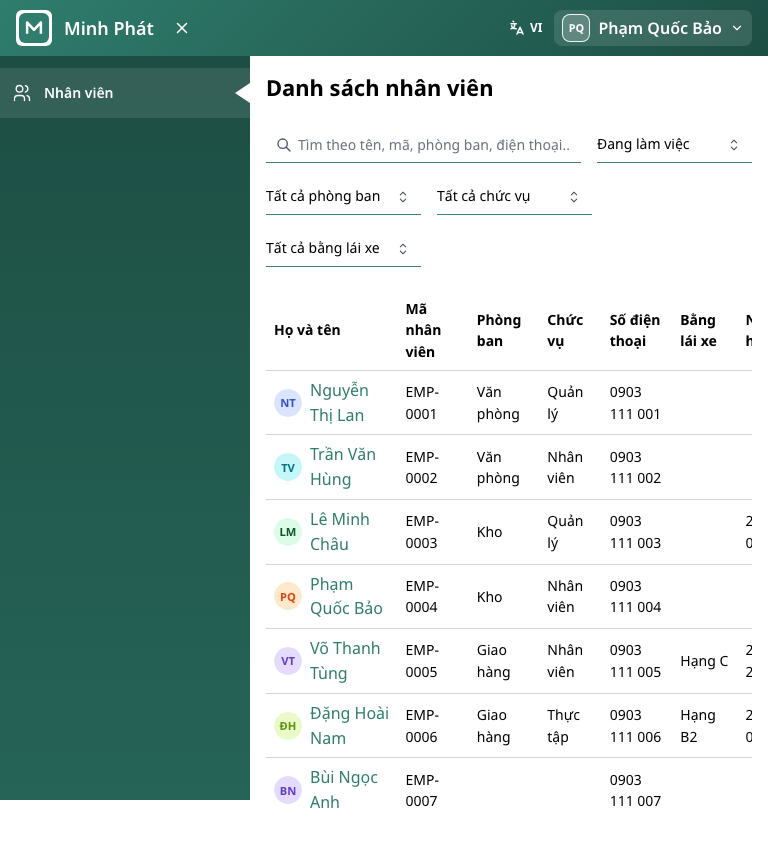 Minh Phát
VI
PQ
Phạm Quốc Bảo
Nhân viên
Danh sách nhân viên
Tìm theo tên, mã, phòng ban, điện thoại..
Đang làm việc
Tất cả phòng ban
Tất cả chức vụ
Tất cả bằng lái xe
Họ và tên
Mã
nhân
viên
Phòng
ban
Chức
vụ
Số điện
thoại
Bằng
lái xe
NT
Nguyễn
Thị Lan
EMP-
0001
Văn
phòng
Quản
lý
0903
111 001
TV
Trần Văn
Hùng
EMP-
0002
Văn
phòng
Nhân
viên
0903
111 002
LM
Lê Minh
Châu
EMP-
0003
Kho
Quản
lý
0903
111 003
PQ
Phạm
Quốc Bảo
EMP-
0004
Kho
Nhân
viên
0903
111 004
VT
Võ Thanh
Tùng
EMP-
0005
Giao
hàng
Nhân
viên
0903
111 005
Hạng C
ĐH
Đặng Hoài
Nam
EMP-
0006
Giao
hàng
Thực
tập
0903
111 006
Hạng
B2
BN
Bùi Ngọc
Anh
EMP-
0007
0903
111 007